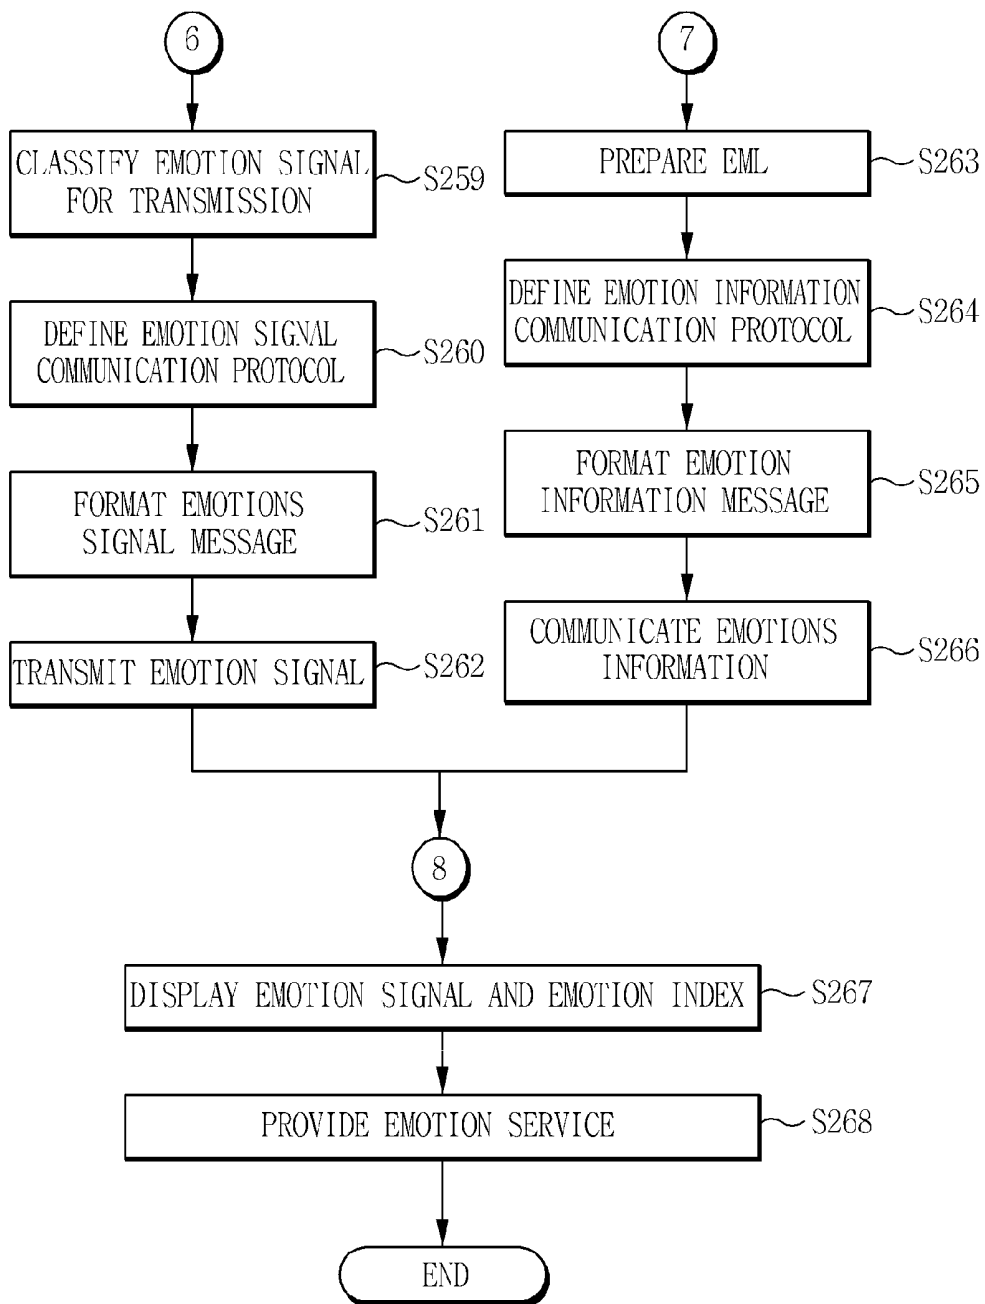 6
CLASSIFY EMOTION SIGNAL
FOR TRANSMISSION
S259
DEFINE EMOTION SIGNAL
COMMUNICATION PROTOCOL
S260
FORMAT EMOTIONS
SIGNAL MESSAGE
S261
TRANSMIT EMOTION SIGNAL
S262
7
PREPARE EML
S263
DEFINE EMOTION INFORMATION
COMMUNICATION PROTOCOL
S264
FORMAT EMOTION
INFORMATION MESSAGE
S265
COMMUNICATE EMOTIONS
INFORMATION
S266
8
DISPLAY EMOTION SIGNAL AND EMOTION INDEX
S267
PROVIDE EMOTION SERVICE
S268
END